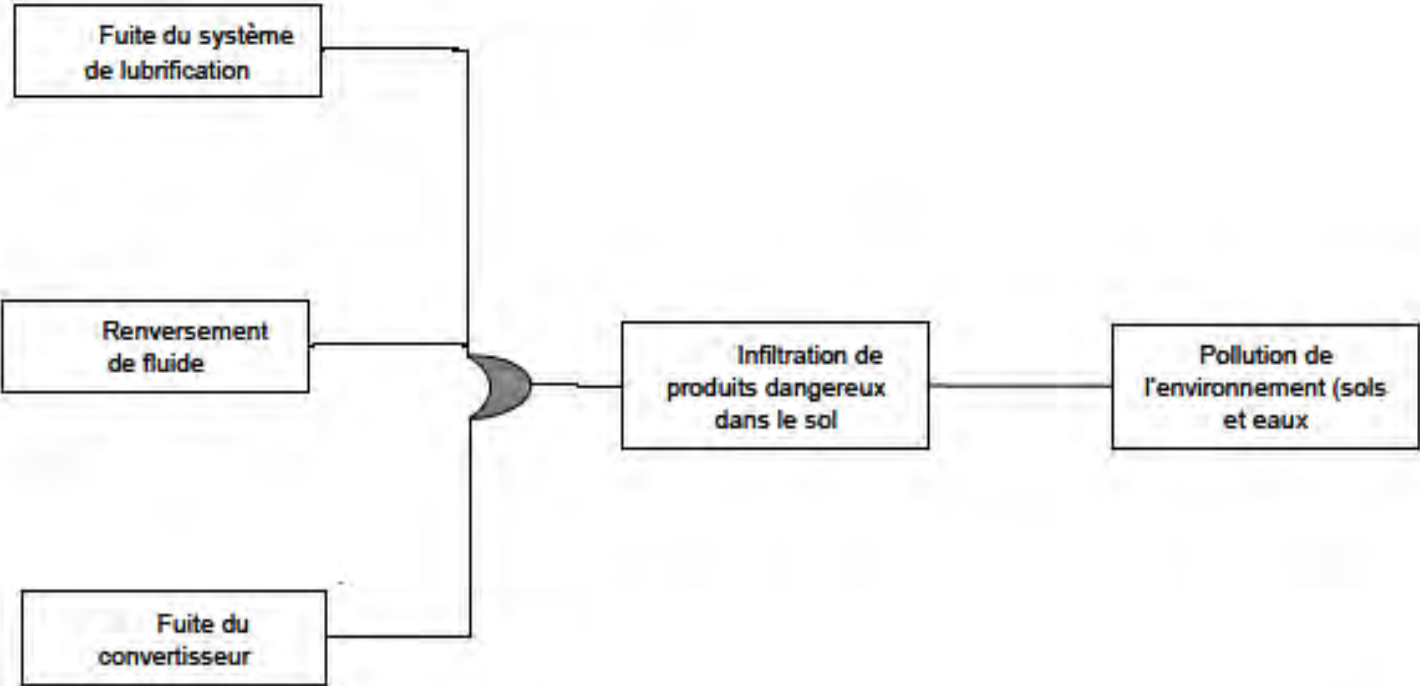 Fuite du système
de lubrification
Renversement
de fluide
Infiltration de
produits dangereux
dans le sol
Pollution de
l'environnement (sols
et eaux
Fuite du
convertisseur